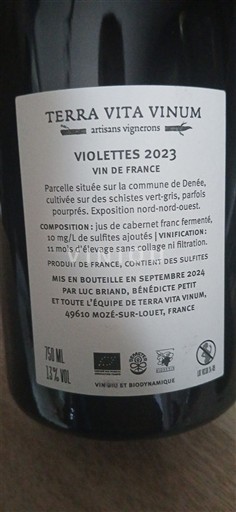 TERRA VITA VINUM
artisans vignerons
VIOLETTES 2023
VIN DE FRANCE
Parcelle située sur la commune de Denée,
cultivée sur des schistes vert-gris, parfois
pourprés. Exposition nord-nord-ouest.
COMPOSITION : jus de cabernet franc fermenté,
10 mg/L de sulfites ajoutés | VINIFICATION :
11 mois d'élevage sans collage ni filtration.
PRODUIT DE FRANCE, CONTIENT DES SULFITES
MIS EN BOUTEILLE EN SEPTEMBRE 2024
PAR LUC BRIAND, BÉNÉDICTE PETIT
ET TOUTE L'ÉQUIPE DE TERRA VITA VINUM,
49610 MOZÉ-SUR-LOUET, FRANCE
750 ML
13% VOL
VIN BIO ET BIODYNAMIQUE